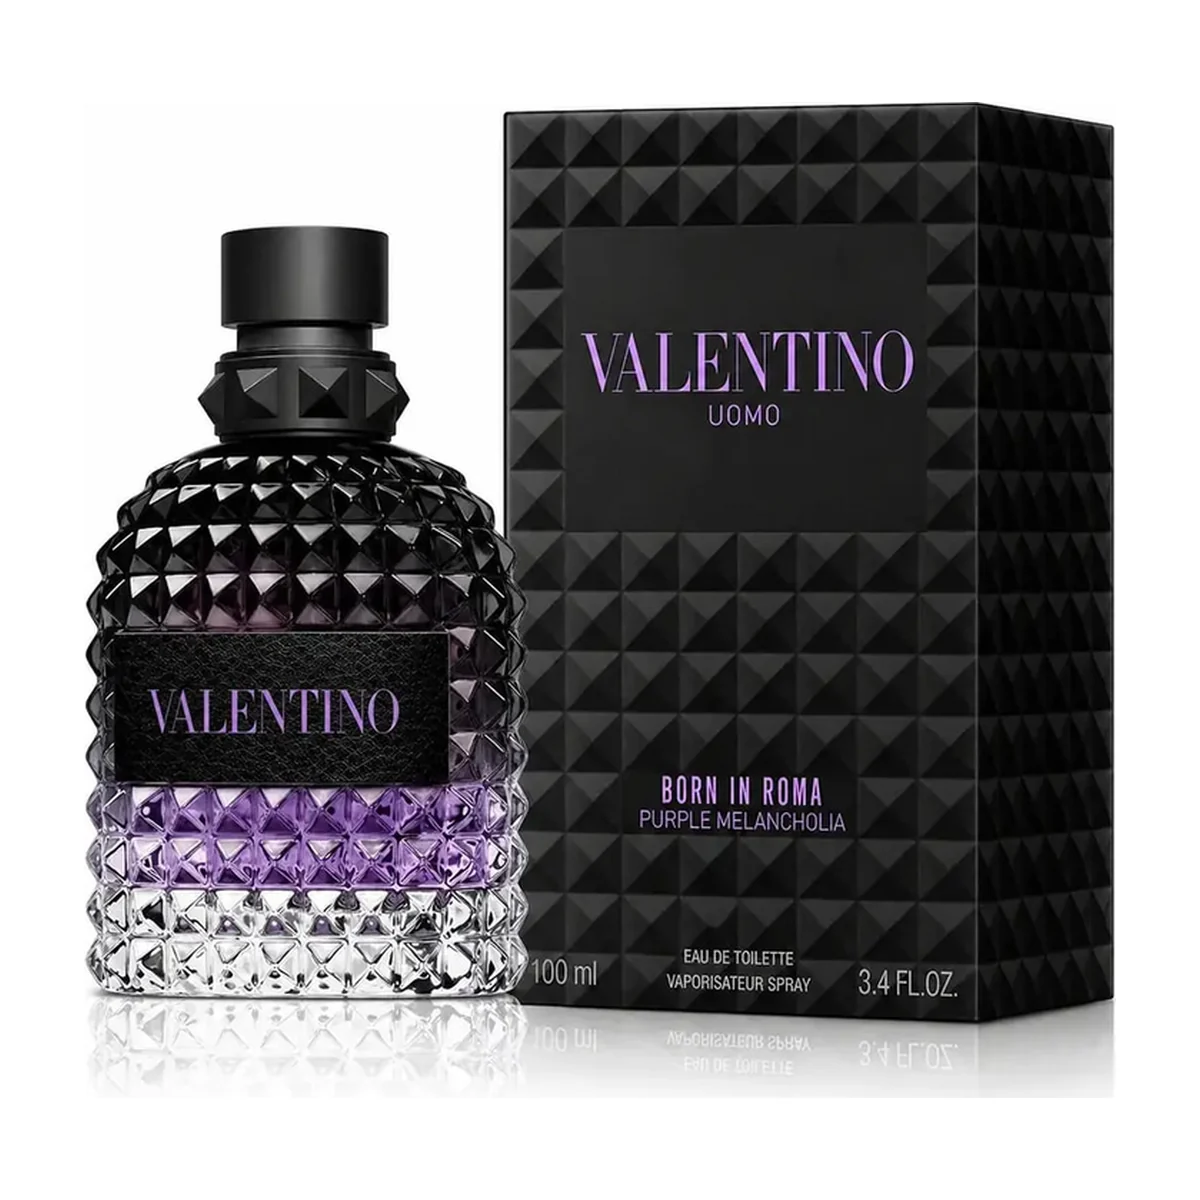 VALENTINO
UOMO
VALENTINO
BORN IN ROMA
PURPLE MELANCHOLIA
EAU DE TOILETTE
VAPORISATEUR SPRAY
100 ml
3.4 FL.OZ.